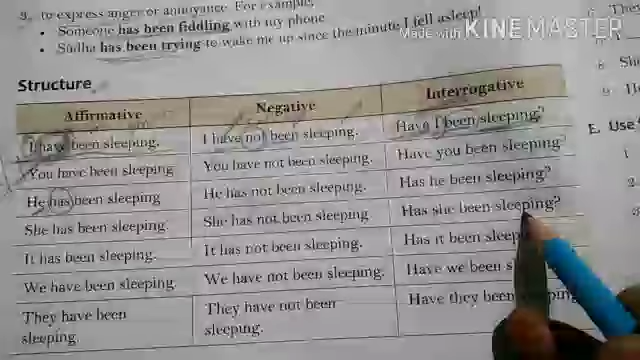 3. to express anger or annoyance. For example,
• Someone has been fiddling with my phone
• Sudha has been trying to wake me up since the minute I fell asleep!
Made with KINEMASTER
Structure
Affirmative Negative Interrogative
I have been sleeping. I have not been sleeping. Have I been sleeping?
You have been sleeping You have not been sleeping. Have you been sleeping?
He has been sleeping He has not been sleeping. Has he been sleeping?
She has been sleeping. She has not been sleeping Has she been sleeping?
It has been sleeping. It has not been sleeping. Has it been
We have been sleeping. We have not been sleeping. Have we been
They have been sleeping. They have not been sleeping. Have they been
8 She
9.
E. Use
1
2.